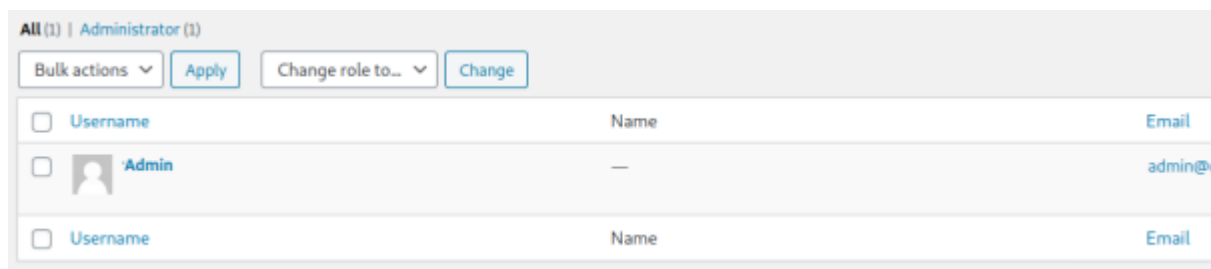 All (1) | Administrator (1)
Bulk actions Apply Change role to... Change
Username Name Email
Admin — admin@
Username Name Email